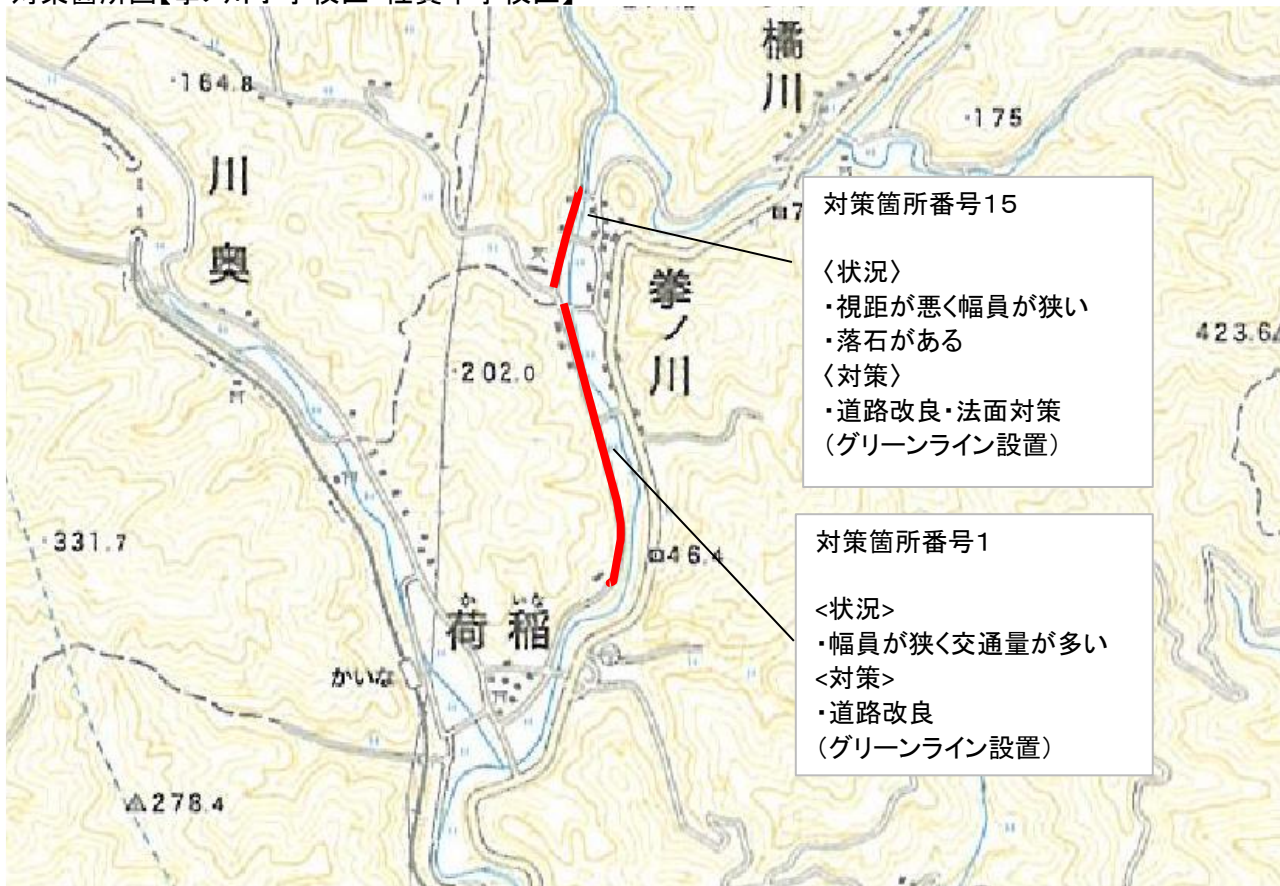 橘
川
・164.8
・175
川
奥
対策箇所番号15
〈状況〉
・視距が悪く幅員が狭い
・落石がある
〈対策〉
・道路改良・法面対策
(グリーンライン設置)
拳ノ川
423.6
・202.0
・331.7
46.4
対策箇所番号1
<状況>
・幅員が狭く交通量が多い
<対策>
・道路改良
(グリーンライン設置)
か いな
荷稲
かいな
278.4